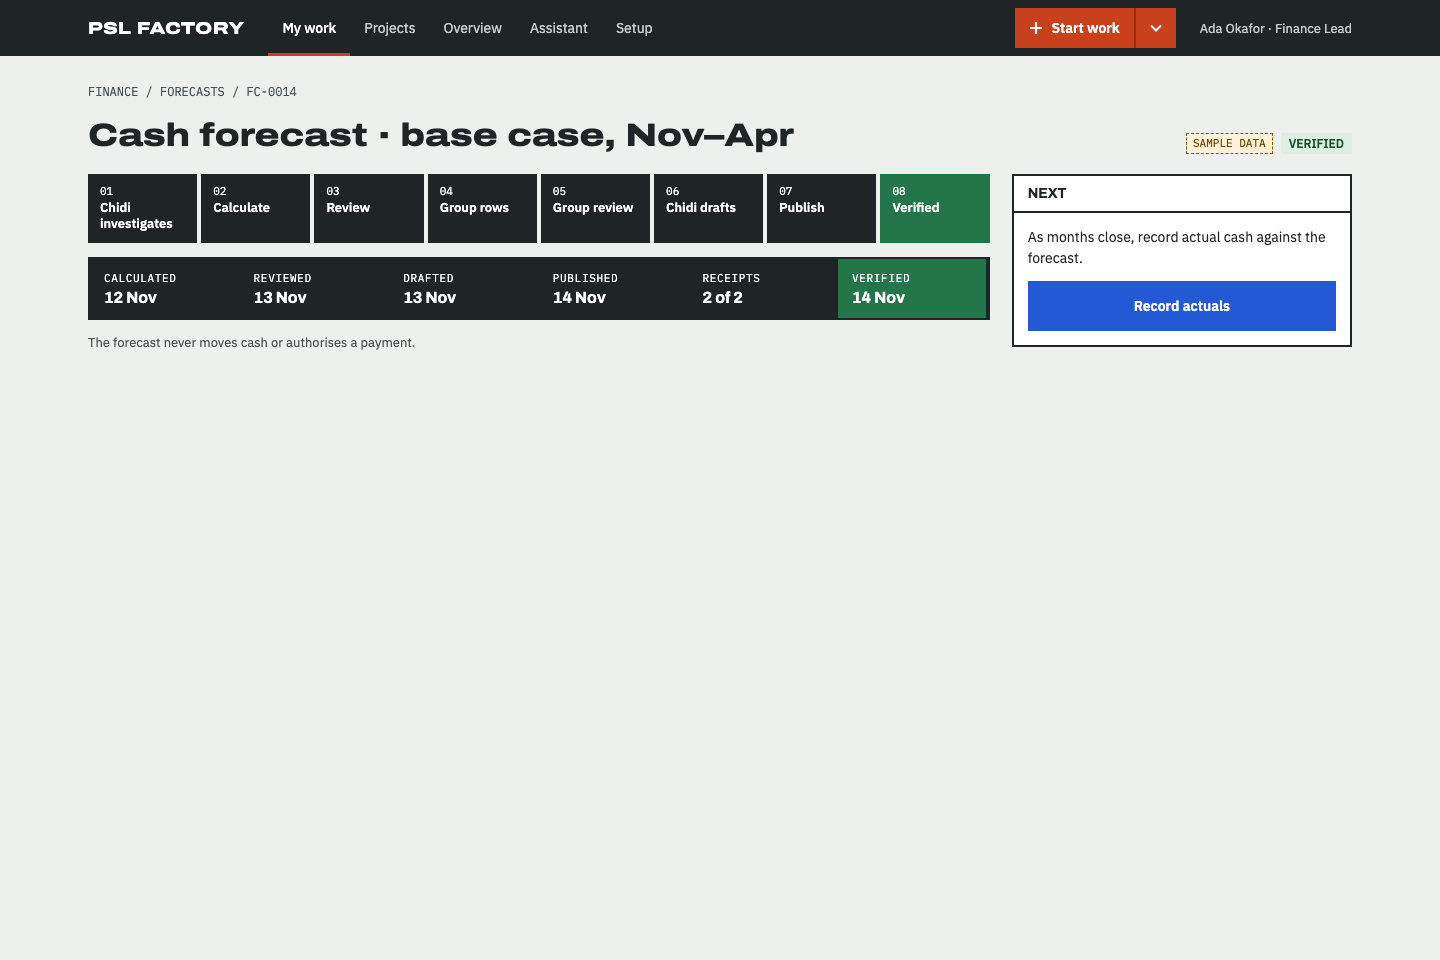 PSL FACTORY
My work
Projects
Overview
Assistant
Setup
Start work
Ada Okafor · Finance Lead
FINANCE / FORECASTS / FC-0014
Cash forecast · base case, Nov–Apr
SAMPLE DATA
VERIFIED
01
Chidi
investigates
02
Calculate
03
Review
04
Group rows
05
Group review
06
Chidi drafts
07
Publish
08
Verified
CALCULATED
12 Nov
REVIEWED
13 Nov
DRAFTED
13 Nov
PUBLISHED
14 Nov
RECEIPTS
2 of 2
VERIFIED
14 Nov
The forecast never moves cash or authorises a payment.
NEXT
As months close, record actual cash against the
forecast.
Record actuals